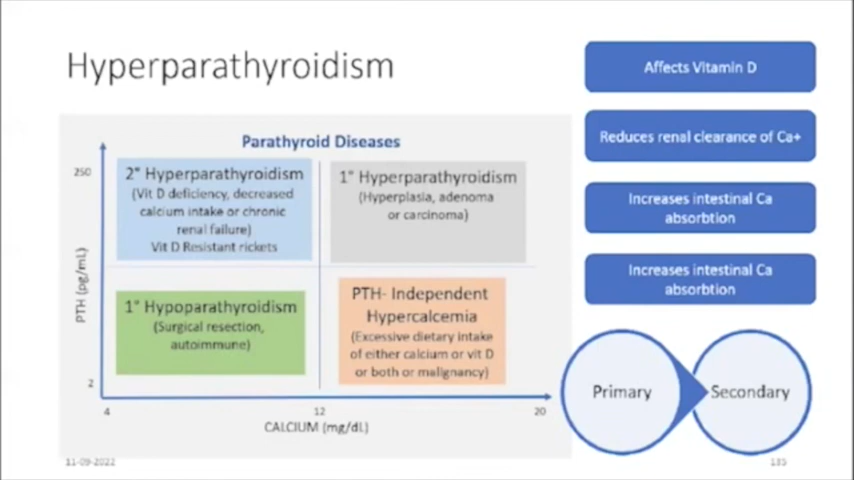 Hyperparathyroidism
Parathyroid Diseases
250
2° Hyperparathyroidism
(Vit D deficiency, decreased
calcium intake or chronic
renal failure)
Vit D Resistant rickets
1° Hyperparathyroidism
(Hyperplasia, adenoma
or carcinoma)
PTH (pg/mL)
1° Hypoparathyroidism
(Surgical resection,
autoimmune)
PTH- Independent
Hypercalcemia
(Excessive dietary intake
of either calcium or vit D
or both or malignancy)
2
4
12
20
CALCIUM (mg/dL)
Affects Vitamin D
Reduces renal clearance of Ca+
Increases intestinal Ca
absorbtion
Increases intestinal Ca
absorbtion
Primary
Secondary
11-09-2022
135